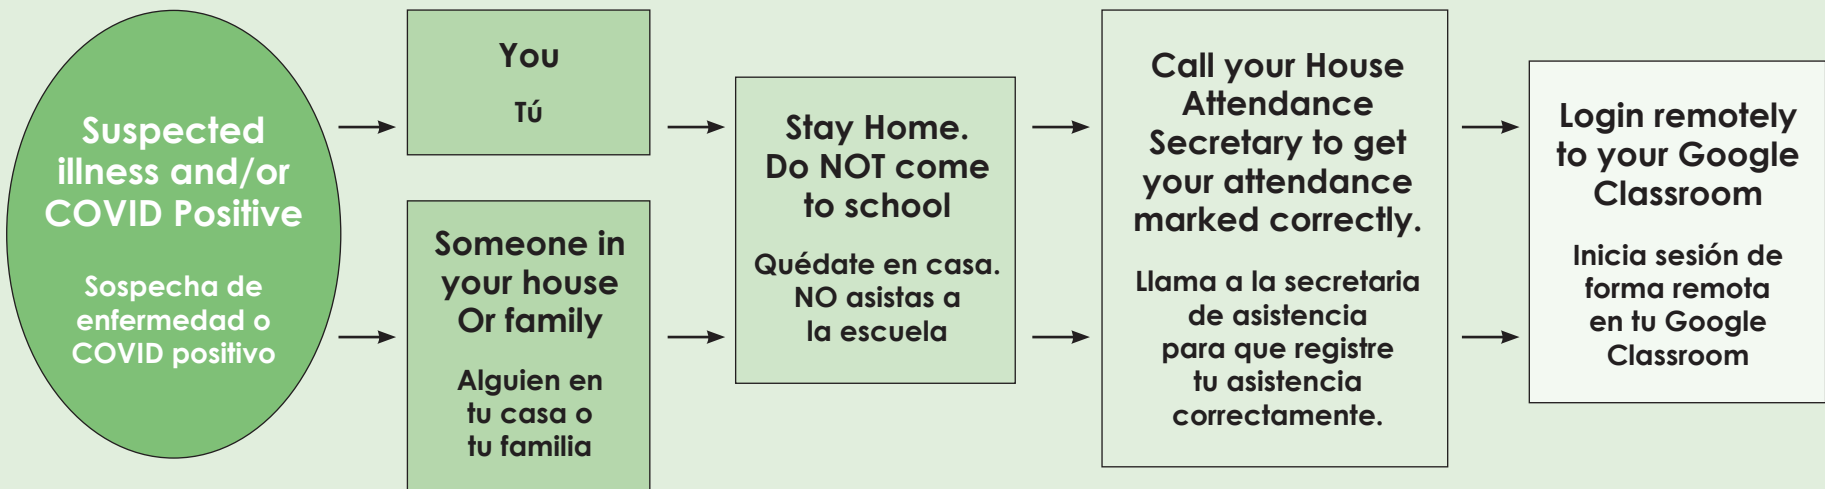 Suspected
illness and/or
COVID Positive
Sospecha de
enfermedad o
COVID positivo
You
Tú
Someone in
your house
Or family
Alguien en
tu casa o
tu familia
Stay Home.
Do NOT come
to school
Quédate en casa.
NO asistas a
la escuela
Call your House
Attendance
Secretary to get
your attendance
marked correctly.
Llama a la secretaria
de asistencia
para que registre
tu asistencia
correctamente.
Login remotely
to your Google
Classroom
Inicia sesión de
forma remota
en tu Google
Classroom